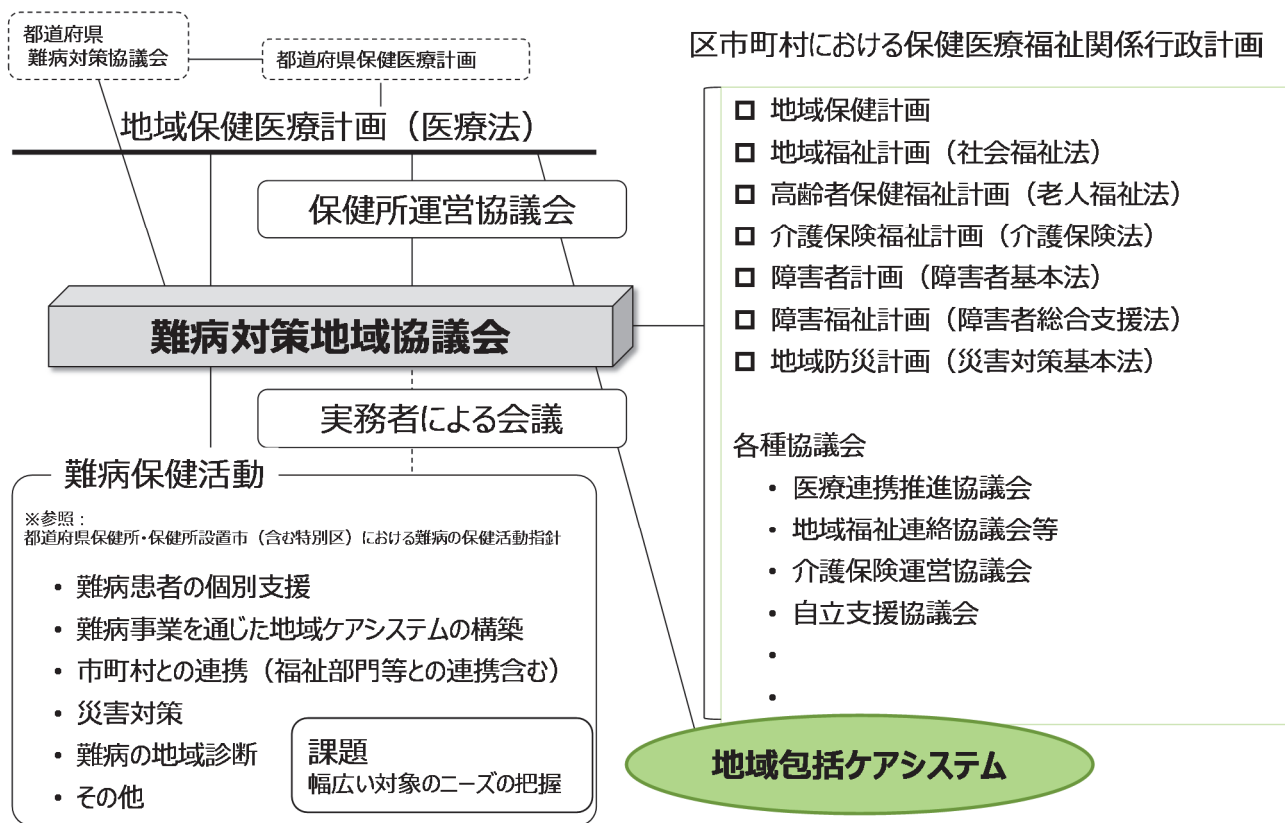 都道府県
難病対策協議会
都道府県保健医療計画
地域保健医療計画（医療法）
保健所運営協議会
難病対策地域協議会
実務者による会議
難病保健活動
※参照：
都道府県保健所・保健所設置市（含む特別区）における難病の保健活動指針
・ 難病患者の個別支援
・ 難病事業を通じた地域ケアシステムの構築
・ 市町村との連携（福祉部門等との連携含む）
・ 災害対策
・ 難病の地域診断
・ その他
課題
幅広い対象のニーズの把握
区市町村における保健医療福祉関係行政計画
□ 地域保健計画
□ 地域福祉計画（社会福祉法）
□ 高齢者保健福祉計画（老人福祉法）
□ 介護保険福祉計画（介護保険法）
□ 障害者計画（障害者基本法）
□ 障害福祉計画（障害者総合支援法）
□ 地域防災計画（災害対策基本法）
各種協議会
・ 医療連携推進協議会
・ 地域福祉連絡協議会等
・ 介護保険運営協議会
・ 自立支援協議会
・
・
地域包括ケアシステム